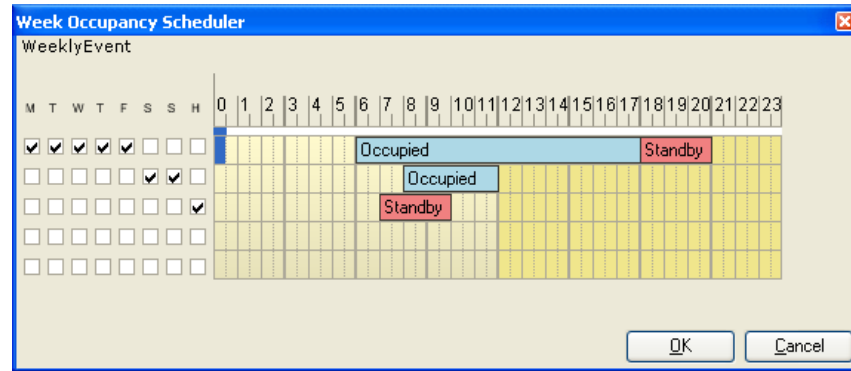 Week Occupancy Scheduler
WeeklyEvent
M T W T F S S H 0 1 2 3 4 5 6 7 8 9 10 11 12 13 14 15 16 17 18 19 20 21 22 23
Occupied Standby
Occupied
Standby
OK Cancel